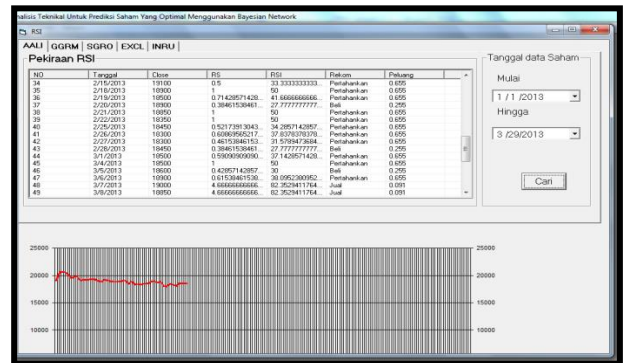 nalisis Teknikal Untuk Prediksi Saham Yang Optimal Menggunakan Bayesian Network
RSI
AALI GGRM SGRO EXCL INRU
Pekiraan RSI
NO Tanggal Close RS RSI Rekom Peluang
34 2/15/2013 19100 0.5 33.3333333333... Pertahankan 0.655
35 2/18/2013 18900 1 50 Pertahankan 0.655
36 2/19/2013 18900 0.71428571428... 41.6666666666... Pertahankan 0.655
37 2/20/2013 18900 0.38461538461... 27.7777777777... Beli 0.255
38 2/21/2013 18850 1 50 Pertahankan 0.655
39 2/22/2013 18350 1 50 Pertahankan 0.655
40 2/25/2013 18450 0.52173913043... 34.2857142857... Pertahankan 0.655
41 2/26/2013 18300 0.60869565217... 37.8378378378... Pertahankan 0.655
42 2/27/2013 18300 0.46153846153... 31.5789473684... Pertahankan 0.655
43 2/28/2013 18450 0.38461538461... 27.7777777777... Beli 0.255
44 3/1/2013 18500 0.59090909090... 37.1428571428... Pertahankan 0.655
45 3/4/2013 18500 1 50 Pertahankan 0.655
46 3/5/2013 18600 0.42857142857... 30 Beli 0.255
47 3/6/2013 18900 0.61538461538... 38.0952380952... Pertahankan 0.655
48 3/7/2013 19000 4.66666666666... 82.3529411764... Jual 0.091
49 3/8/2013 18850 4.66666666666... 82.3529411764... Jual 0.091
Tanggal data Saham
Mulai
1 / 1 /2013
Hingga
3 /29/2013
Cari
25000 25000
20000 20000
15000 15000
10000 10000